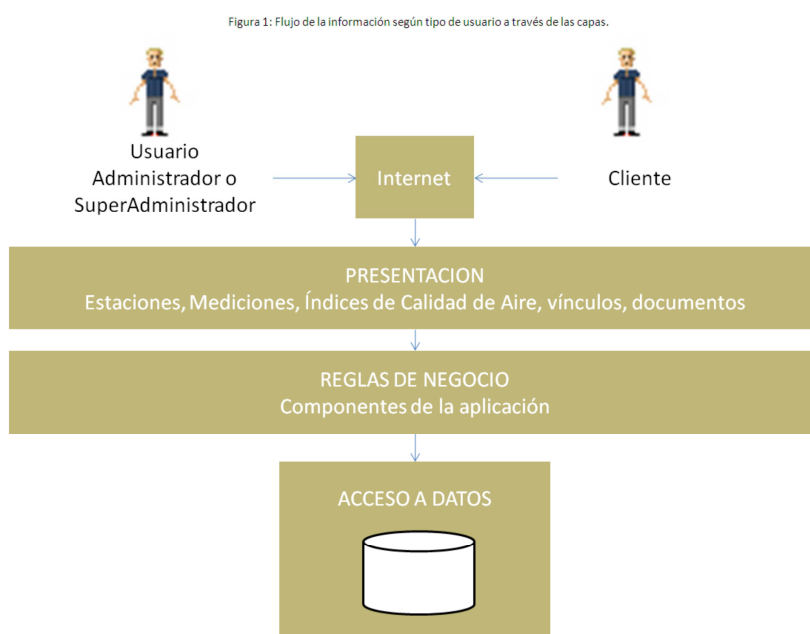 Figura 1: Flujo de la información según tipo de usuario a través de las capas.
Usuario
Administrador o
SuperAdministrador
Internet
Cliente
PRESENTACION
Estaciones, Mediciones, Índices de Calidad de Aire, vínculos, documentos
REGLAS DE NEGOCIO
Componentes de la aplicación
ACCESO A DATOS